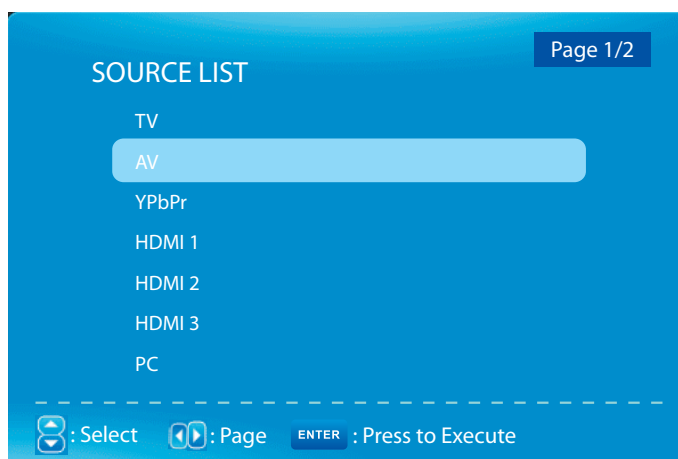 Page 1/2
SOURCE LIST
TV
AV
YPbPr
HDMI 1
HDMI 2
HDMI 3
PC
: Select : Page ENTER : Press to Execute